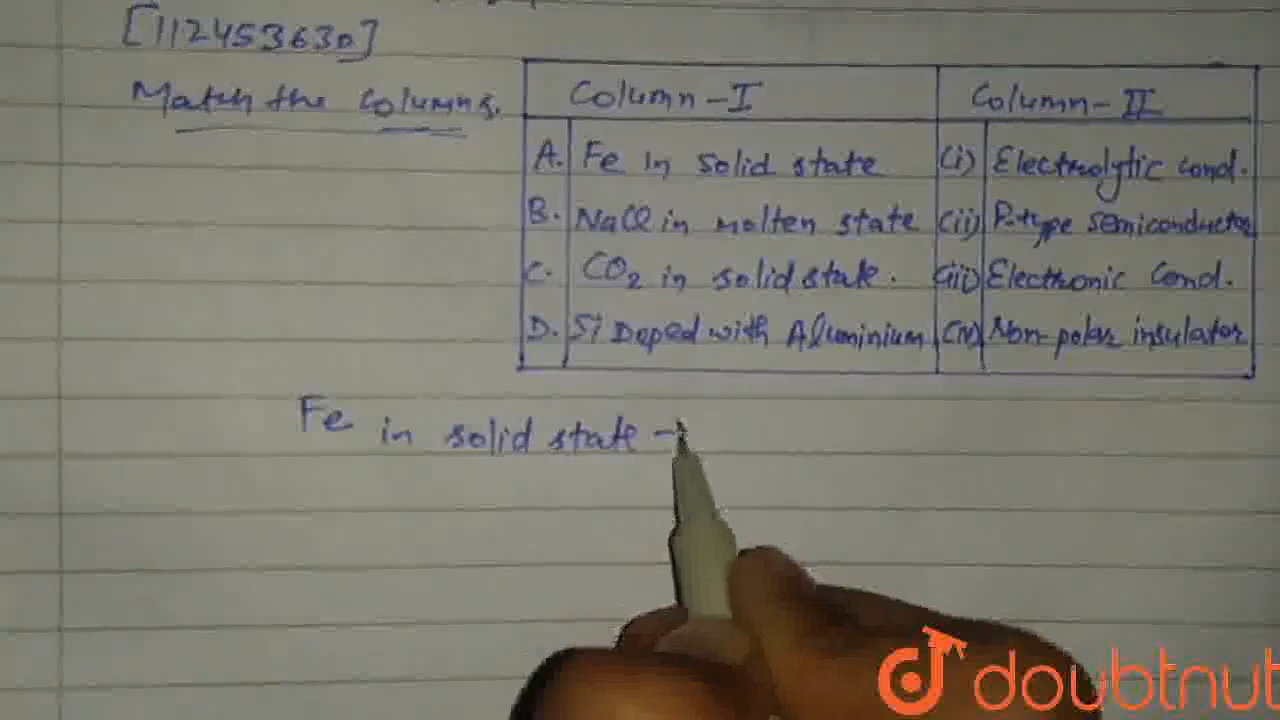 [112453630]
Match the Columns.
Column-I
Column-II
A. Fe in solid state (i) Electrolytic cond.
B. NaCl in molten state (ii) P-type semiconductor
C. CO2 in solid state. (iii) Electronic Cond.
D. Si Doped with Aluminium (iv) Non-polar insulator
Fe in solid state -
doubtnut